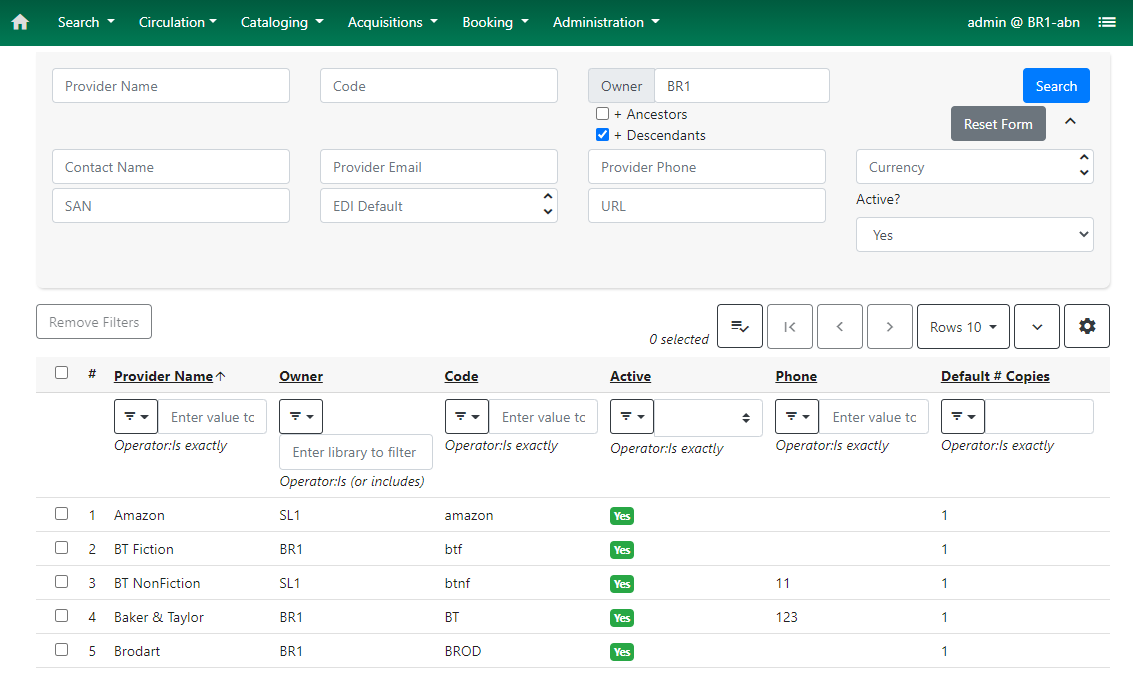 Search Circulation Cataloging Acquisitions Booking Administration admin @ BR1-abn
Provider Name Code Owner BR1 Search
+ Ancestors Reset Form
+ Descendants
Contact Name Provider Email Provider Phone Currency
SAN EDI Default URL Active?
Yes
Remove Filters 0 selected Rows 10
# Provider Name Owner Code Active Phone Default # Copies
Enter value tc Enter value tc Enter value tc
Operator:Is exactly Enter library to filter Operator:Is exactly Operator:Is exactly Operator:Is exactly Operator:Is exactly
Operator:Is (or includes)
1 Amazon SL1 amazon Yes 1
2 BT Fiction BR1 btf Yes 1
3 BT NonFiction SL1 btnf Yes 11 1
4 Baker & Taylor BR1 BT Yes 123 1
5 Brodart BR1 BROD Yes 1